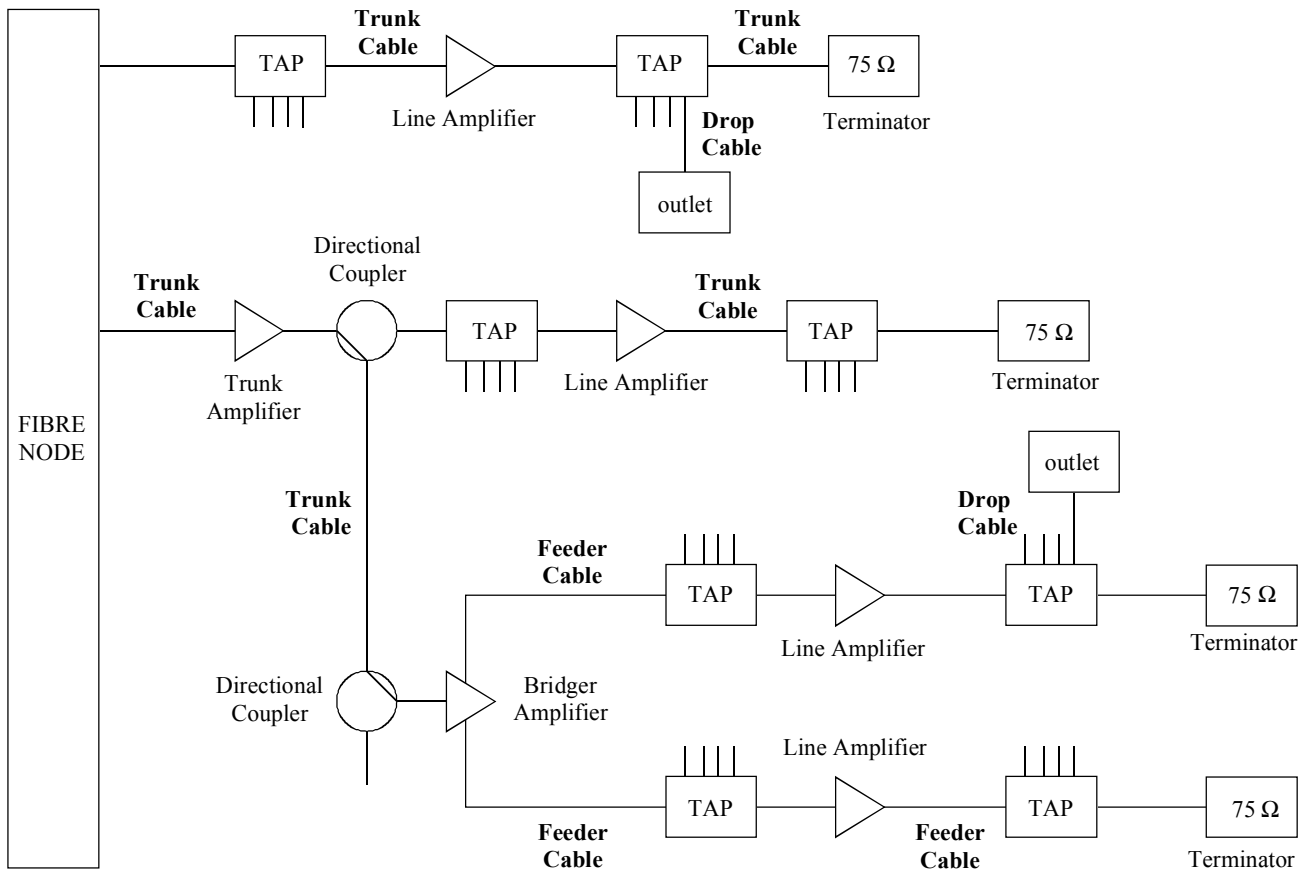 Trunk
Cable
Trunk
Cable
TAP
TAP
75 Ω
Line Amplifier
Drop
Cable
Terminator
outlet
Directional
Coupler
Trunk
Cable
Trunk
Cable
TAP
TAP
75 Ω
Trunk
Amplifier
Line Amplifier
Terminator
FIBRE
NODE
outlet
Trunk
Cable
Drop
Cable
Feeder
Cable
TAP
TAP
75 Ω
Line Amplifier
Terminator
Directional
Coupler
Bridger
Amplifier
Line Amplifier
TAP
TAP
75 Ω
Feeder
Cable
Feeder
Cable
Terminator